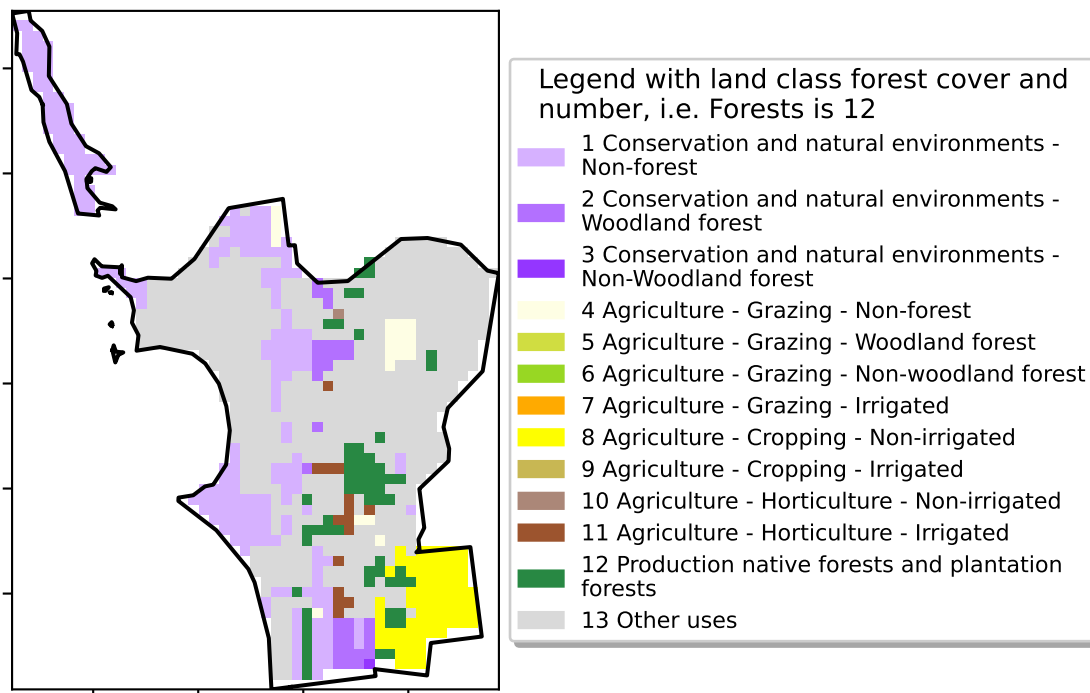 Legend with land class forest cover and
number, i.e. Forests is 12
1 Conservation and natural environments -
Non-forest
2 Conservation and natural environments -
Woodland forest
3 Conservation and natural environments -
Non-Woodland forest
4 Agriculture - Grazing - Non-forest
5 Agriculture - Grazing - Woodland forest
6 Agriculture - Grazing - Non-woodland forest
7 Agriculture - Grazing - Irrigated
8 Agriculture - Cropping - Non-irrigated
9 Agriculture - Cropping - Irrigated
10 Agriculture - Horticulture - Non-irrigated
11 Agriculture - Horticulture - Irrigated
12 Production native forests and plantation
forests
13 Other uses